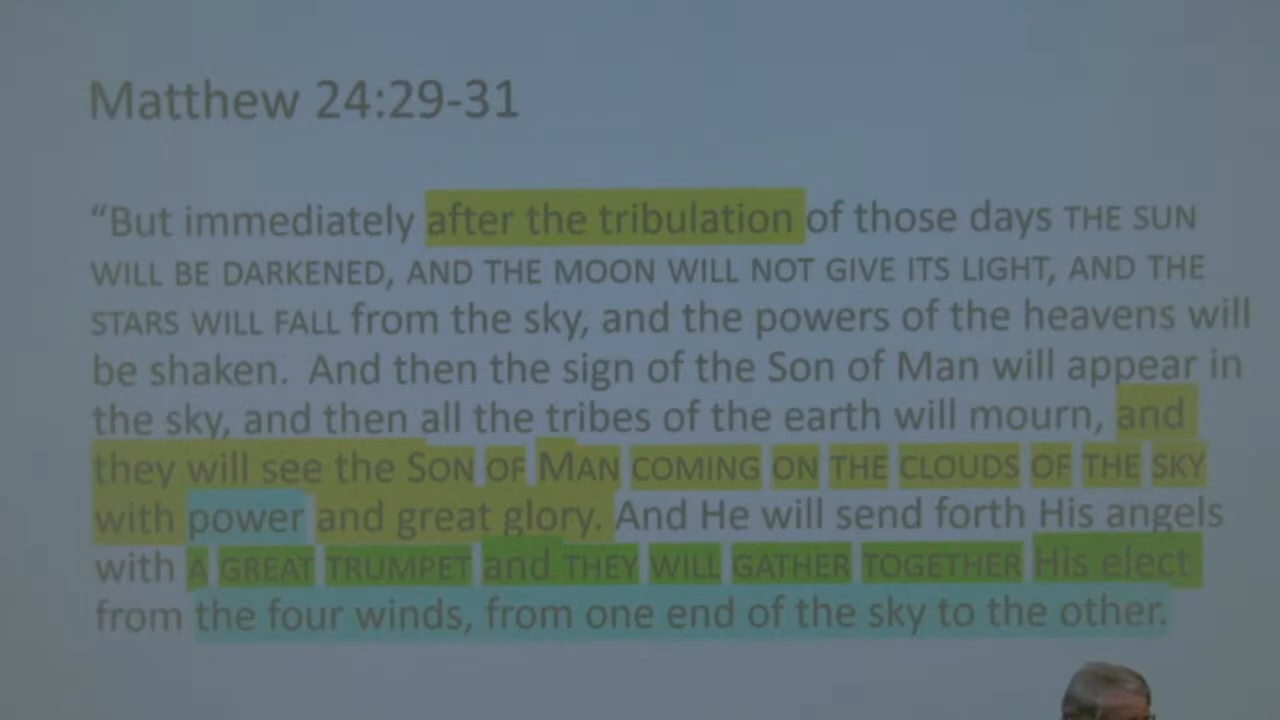 Matthew 24:29-31
“But immediately after the tribulation of those days THE SUN
WILL BE DARKENED, AND THE MOON WILL NOT GIVE ITS LIGHT, AND THE
STARS WILL FALL from the sky, and the powers of the heavens will
be shaken. And then the sign of the Son of Man will appear in
the sky, and then all the tribes of the earth will mourn, and
they will see the SON OF MAN COMING ON THE CLOUDS OF THE SKY
with power and great glory. And He will send forth His angels
with A GREAT TRUMPET and THEY WILL GATHER TOGETHER His elect
from the four winds, from one end of the sky to the other.